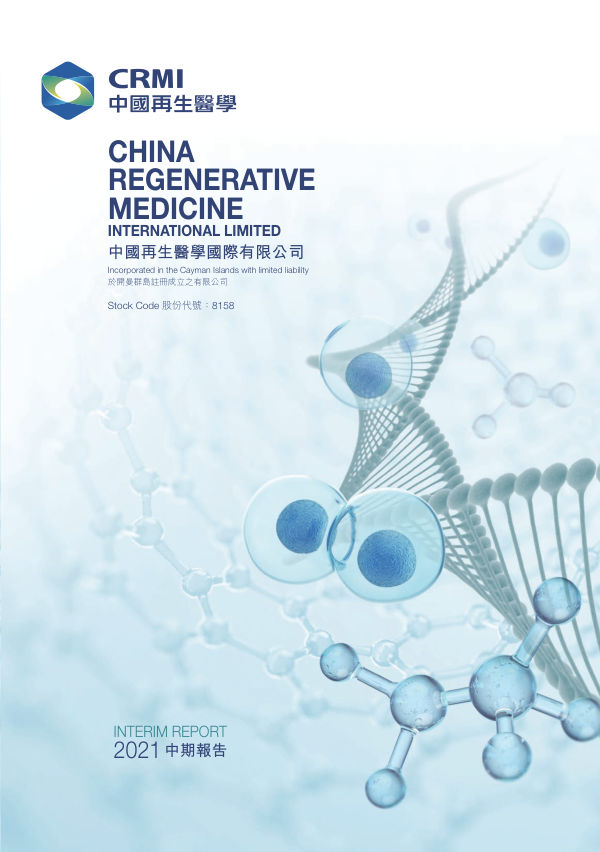 CRMI
中國再生醫學
CHINA
REGENERATIVE
MEDICINE
INTERNATIONAL LIMITED
中國再生醫學國際有限公司
Incorporated in the Cayman Islands with limited liability
於開曼群島註冊成立之有限公司
Stock Code 股份代號：8158
INTERIM REPORT
2021 中期報告